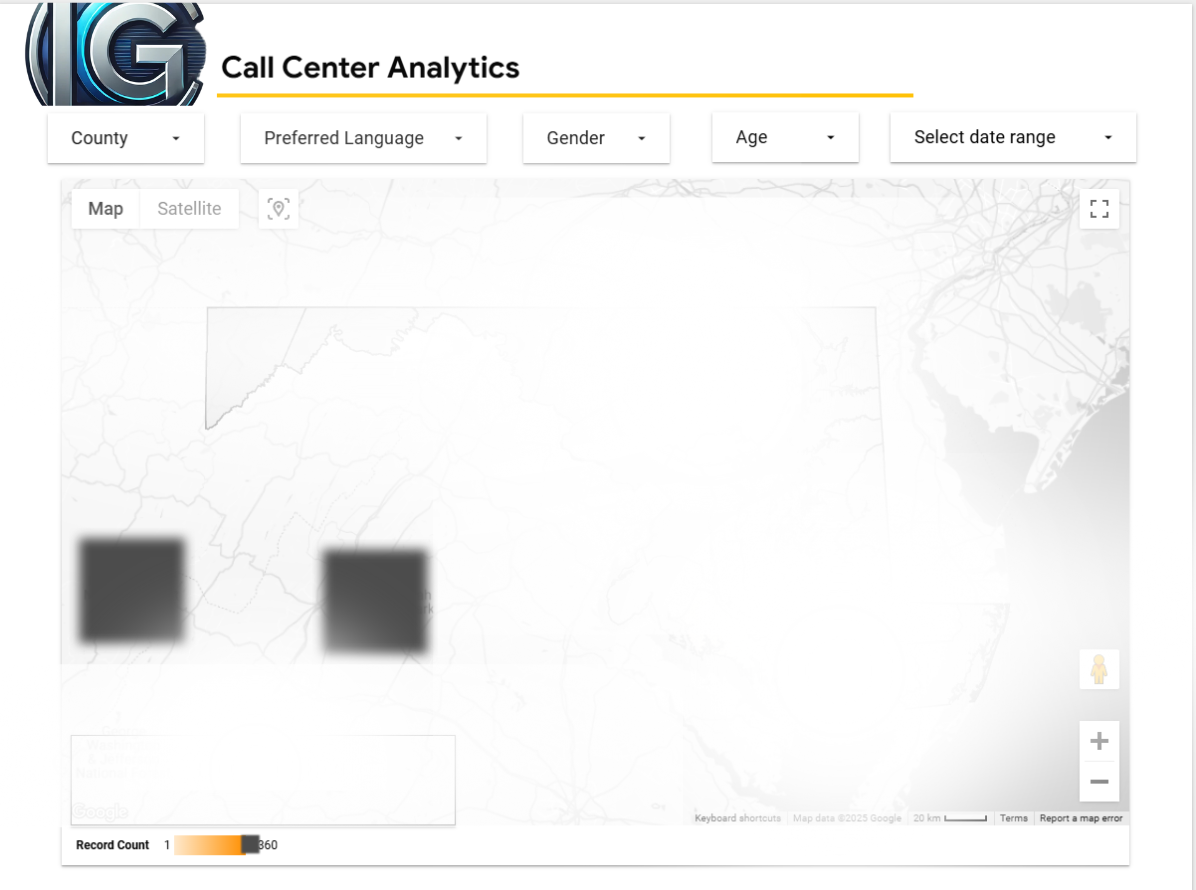 IG
Call Center Analytics
County
Preferred Language
Gender
Age
Select date range
Map
Satellite
Google
Keyboard shortcuts
Map data ©2025 Google
20 km
Terms
Report a map error
Record Count 1 360